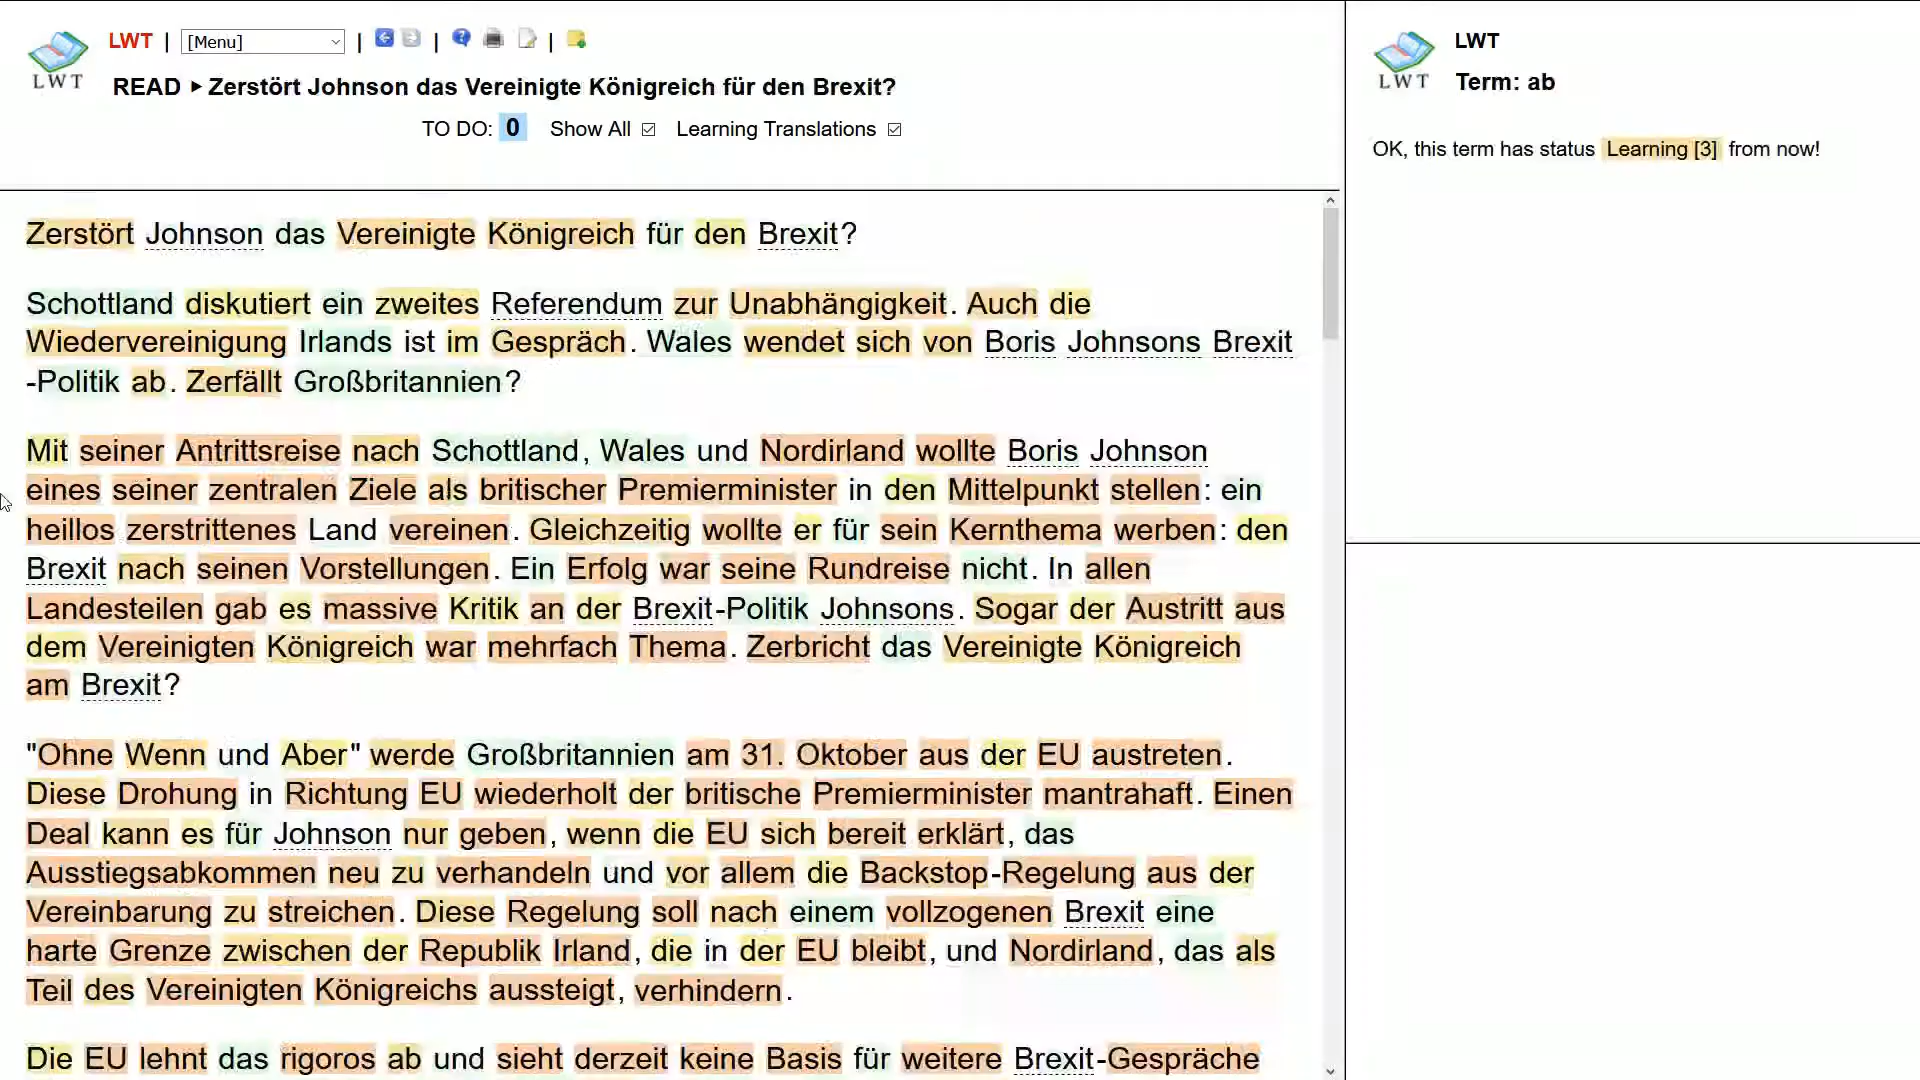 LWT | [Menu] | | |
LWT
READ ▸ Zerstört Johnson das Vereinigte Königreich für den Brexit?
TO DO: 0 Show All ☑ Learning Translations ☑
Zerstört Johnson das Vereinigte Königreich für den Brexit?
Schottland diskutiert ein zweites Referendum zur Unabhängigkeit. Auch die
Wiedervereinigung Irlands ist im Gespräch. Wales wendet sich von Boris Johnsons Brexit
-Politik ab. Zerfällt Großbritannien?
Mit seiner Antrittsreise nach Schottland, Wales und Nordirland wollte Boris Johnson
eines seiner zentralen Ziele als britischer Premierminister in den Mittelpunkt stellen: ein
heillos zerstrittenes Land vereinen. Gleichzeitig wollte er für sein Kernthema werben: den
Brexit nach seinen Vorstellungen. Ein Erfolg war seine Rundreise nicht. In allen
Landesteilen gab es massive Kritik an der Brexit-Politik Johnsons. Sogar der Austritt aus
dem Vereinigten Königreich war mehrfach Thema. Zerbricht das Vereinigte Königreich
am Brexit?
"Ohne Wenn und Aber" werde Großbritannien am 31. Oktober aus der EU austreten.
Diese Drohung in Richtung EU wiederholt der britische Premierminister mantrahaft. Einen
Deal kann es für Johnson nur geben, wenn die EU sich bereit erklärt, das
Ausstiegsabkommen neu zu verhandeln und vor allem die Backstop-Regelung aus der
Vereinbarung zu streichen. Diese Regelung soll nach einem vollzogenen Brexit eine
harte Grenze zwischen der Republik Irland, die in der EU bleibt, und Nordirland, das als
Teil des Vereinigten Königreichs aussteigt, verhindern.
Die EU lehnt das rigoros ab und sieht derzeit keine Basis für weitere Brexit-Gespräche
LWT
LWT
Term: ab
OK, this term has status Learning [3] from now!